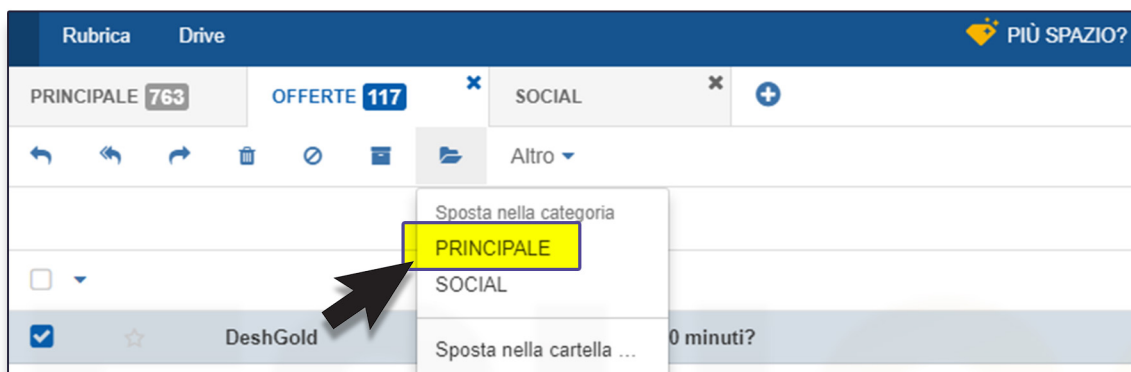 Rubrica Drive PIÙ SPAZIO?
PRINCIPALE 763 OFFERTE 117 SOCIAL
Altro
Sposta nella categoria
PRINCIPALE
SOCIAL
DeshGold 0 minuti?
Sposta nella cartella ...